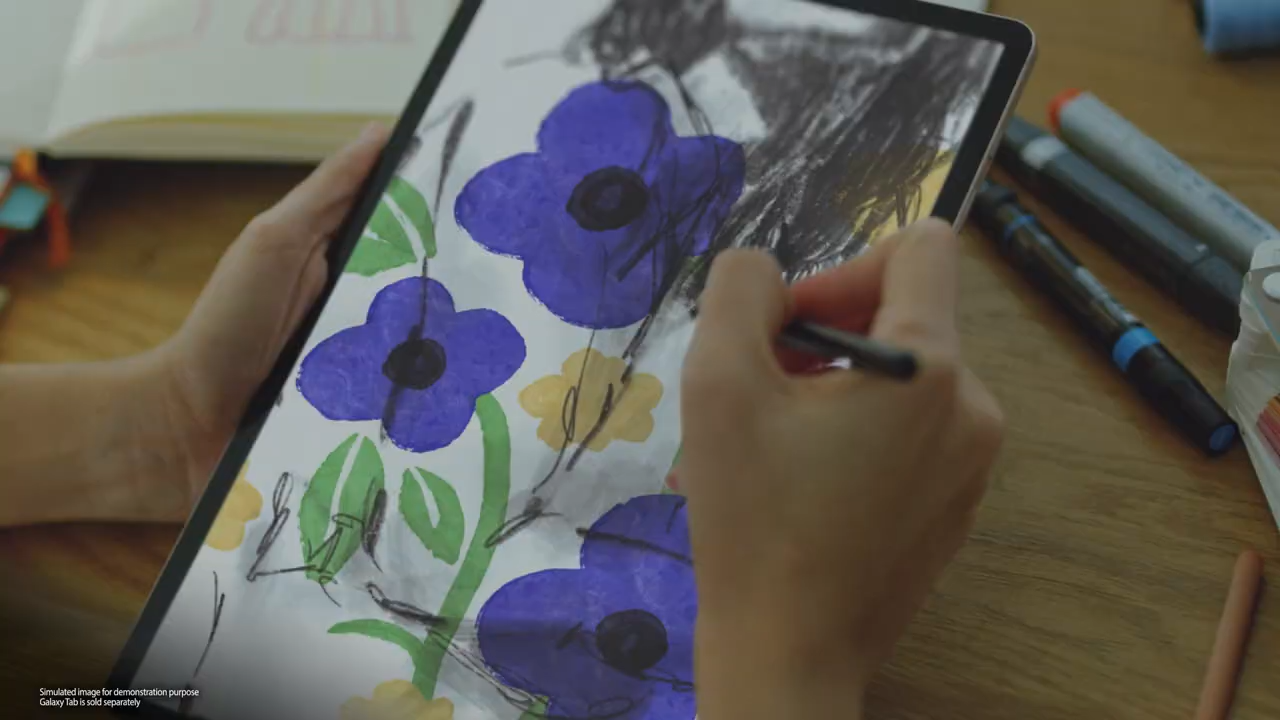 Simulated image for demonstration purpose
Galaxy Tab is sold separately